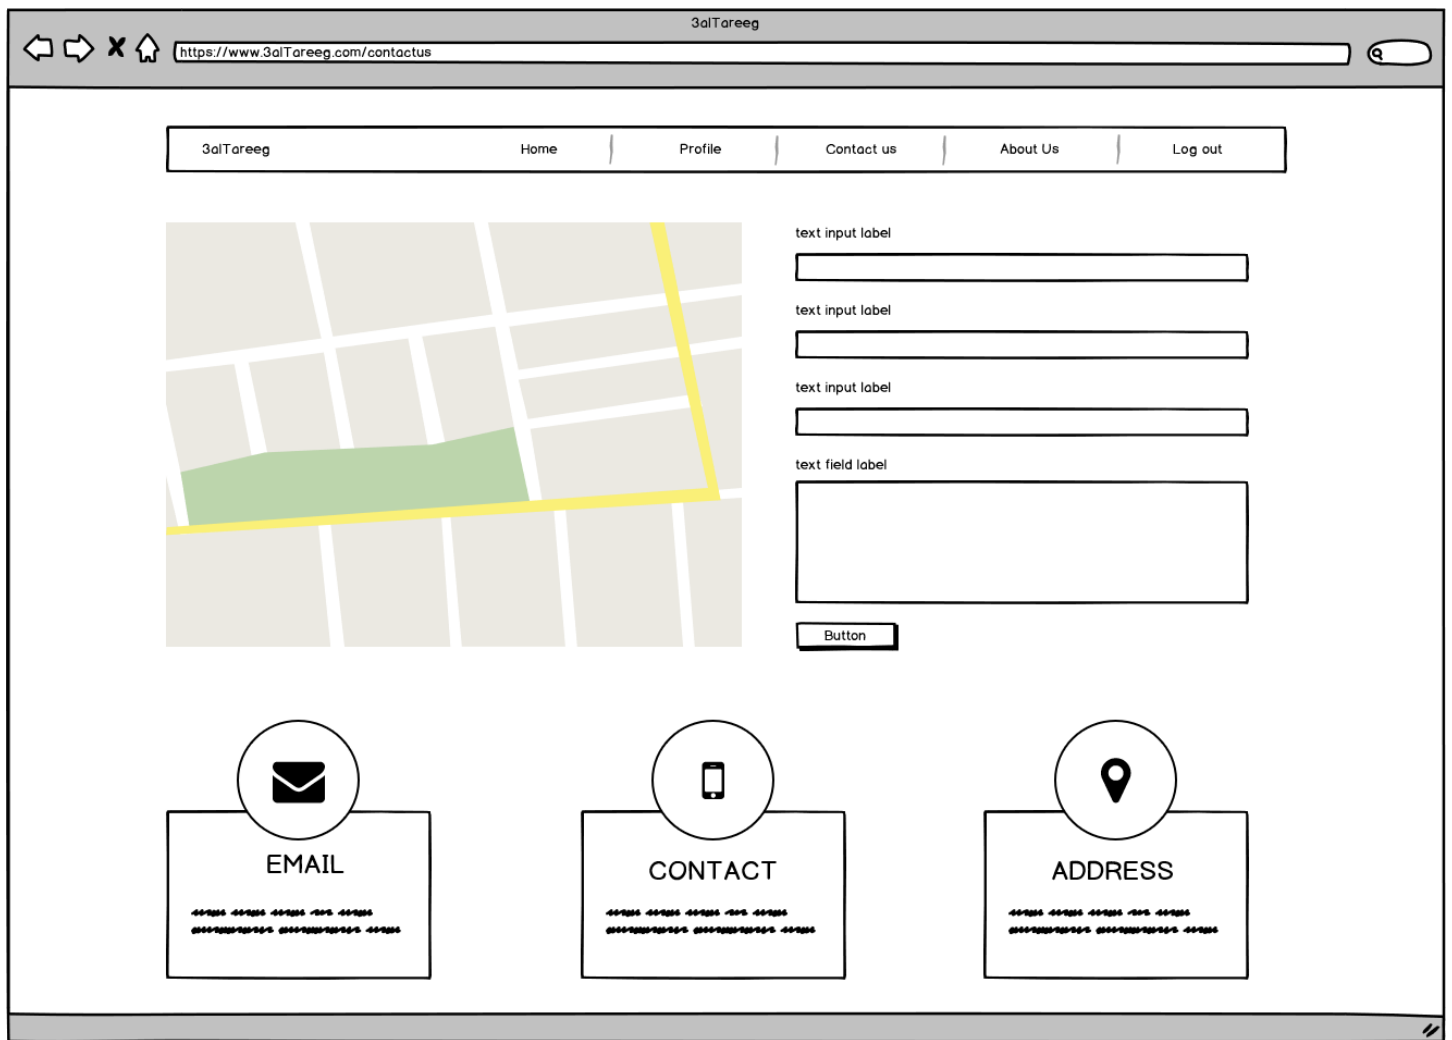 3alTareeg
https://www.3alTareeg.com/contactus
3alTareeg Home Profile Contact us About Us Log out
text input label
text input label
text input label
text field label
Button
EMAIL
CONTACT
ADDRESS